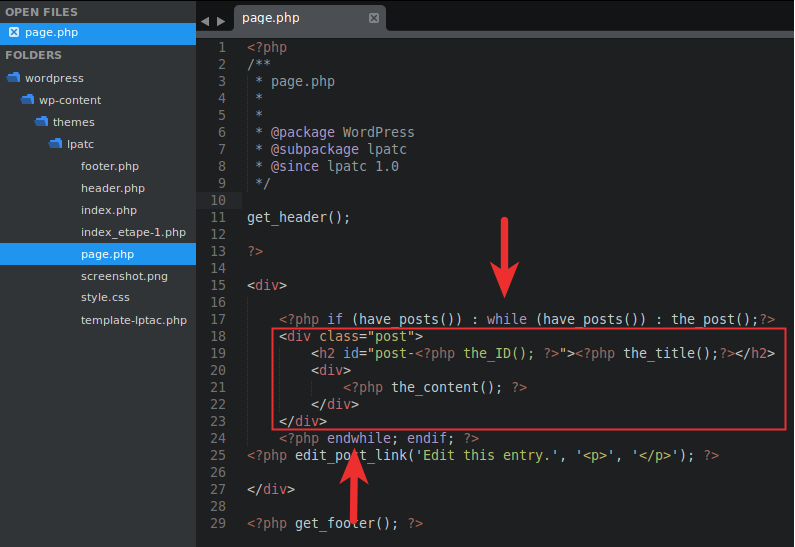 OPEN FILES
page.php
FOLDERS
wordpress
wp-content
themes
lpatc
footer.php
header.php
index.php
index_etape-1.php
page.php
screenshot.png
style.css
template-lptac.php
page.php
1 <?php
2 /**
3  * page.php
4  *
5  *
6  * @package WordPress
7  * @subpackage lpatc
8  * @since lpatc 1.0
9  */
10
11 get_header();
12
13 ?>
14
15 <div>
16
17     <?php if (have_posts()) : while (have_posts()) : the_post();?>
18     <div class="post">
19         <h2 id="post-<?php the_ID(); ?>"><?php the_title();?></h2>
20         <div>
21             <?php the_content(); ?>
22         </div>
23     </div>
24     <?php endwhile; endif; ?>
25 <?php edit_post_link('Edit this entry.', '<p>', '</p>'); ?>
26
27 </div>
28
29 <?php get_footer(); ?>